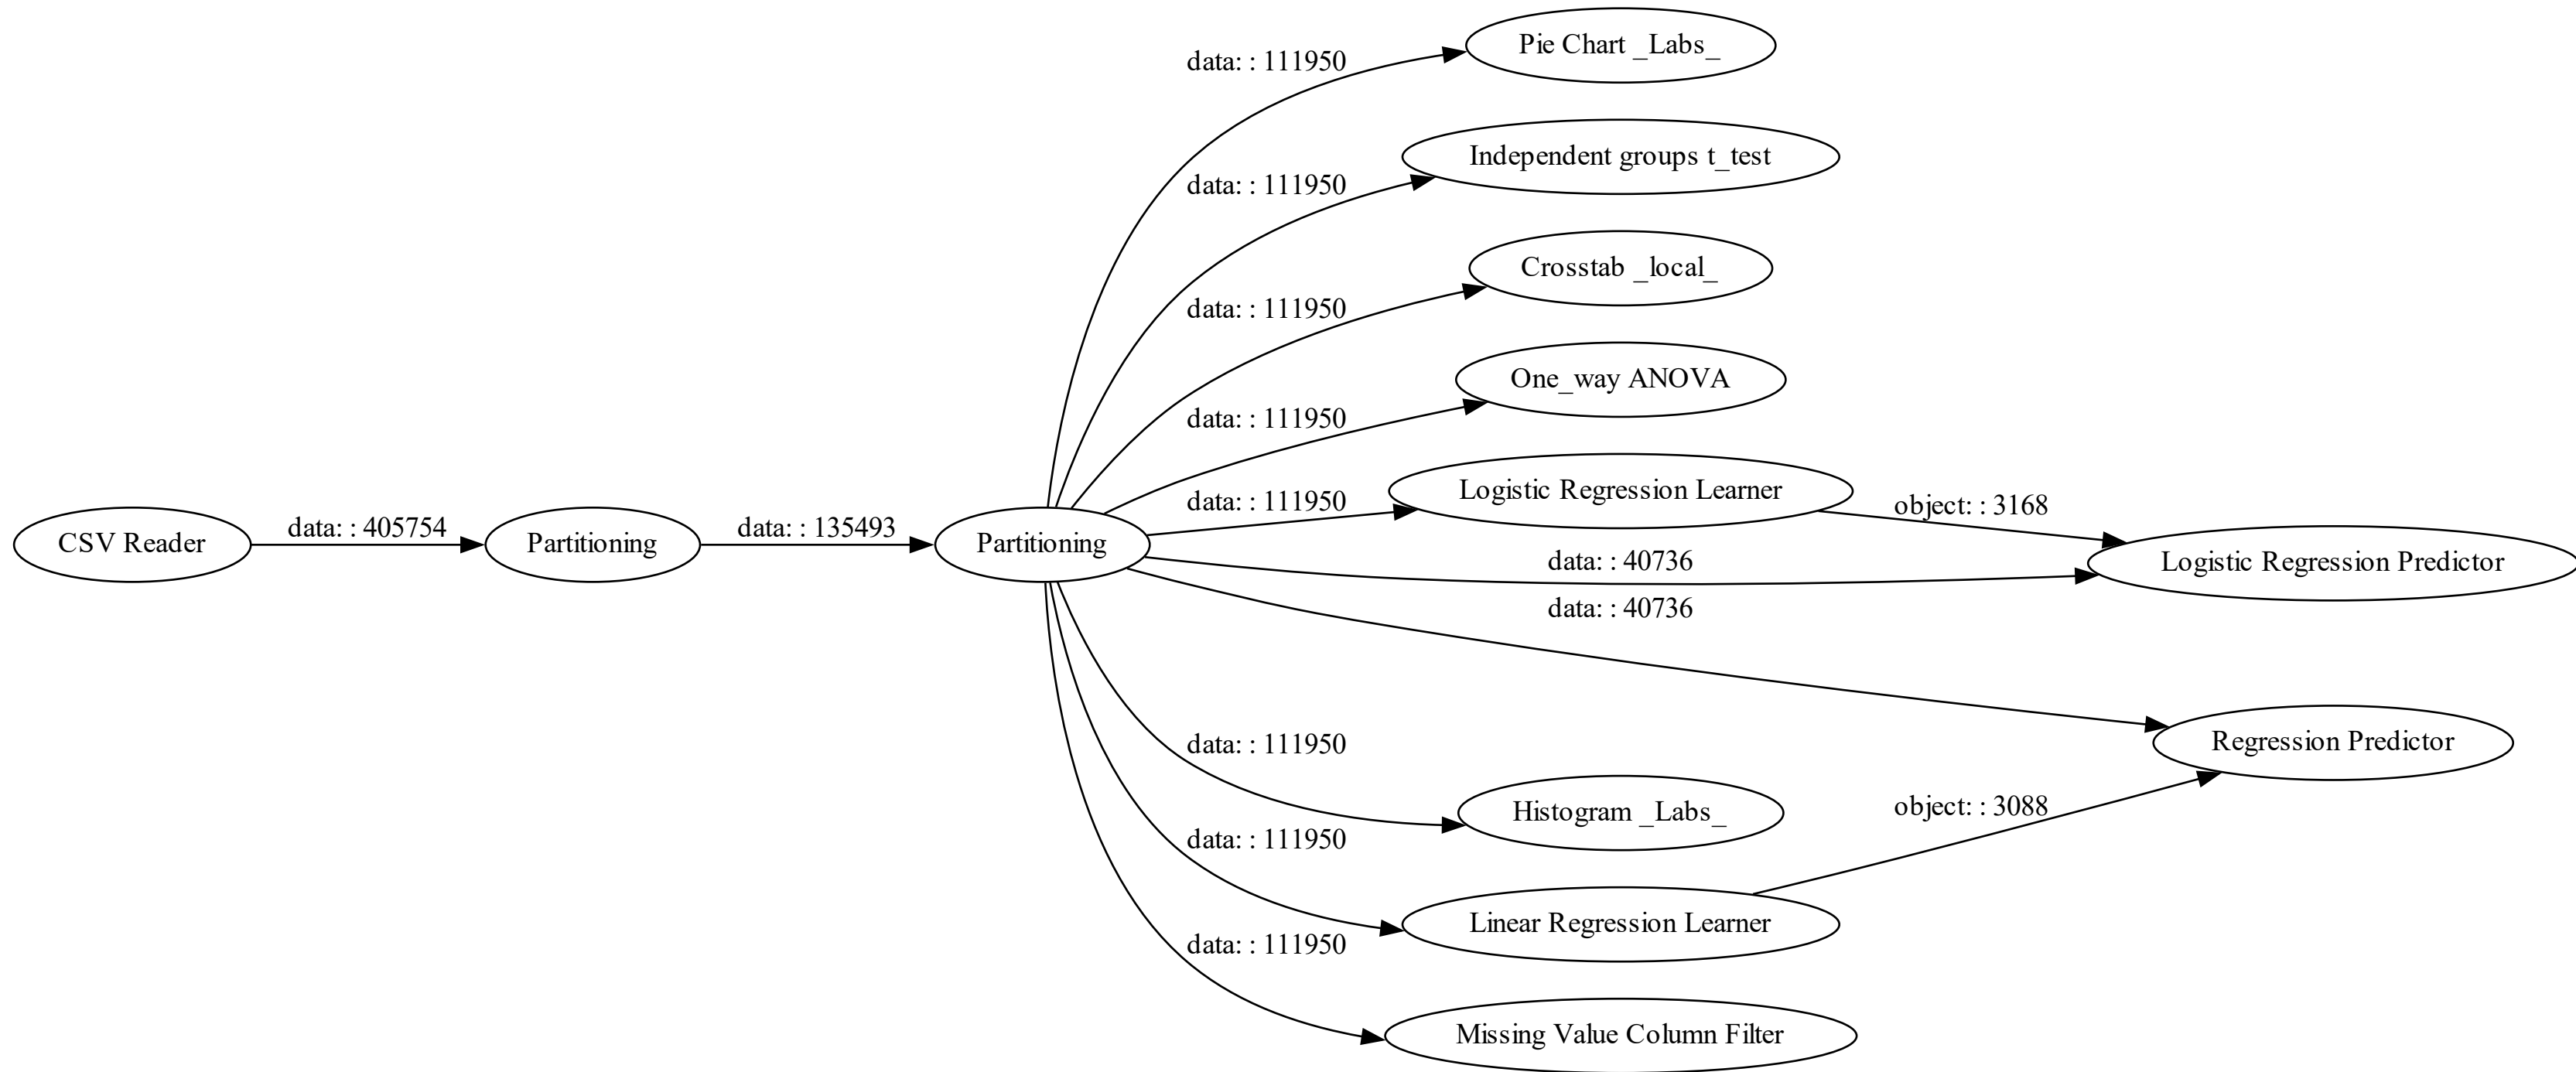 Pie Chart _Labs_
data: : 111950
Independent groups t_test
data: : 111950
Crosstab _local_
data: : 111950
One_way ANOVA
data: : 111950
Logistic Regression Learner
data: : 111950
object: : 3168
CSV Reader
data: : 405754
Partitioning
data: : 135493
Partitioning
data: : 40736
Logistic Regression Predictor
data: : 40736
data: : 111950
Regression Predictor
Histogram _Labs_
object: : 3088
data: : 111950
Linear Regression Learner
data: : 111950
Missing Value Column Filter